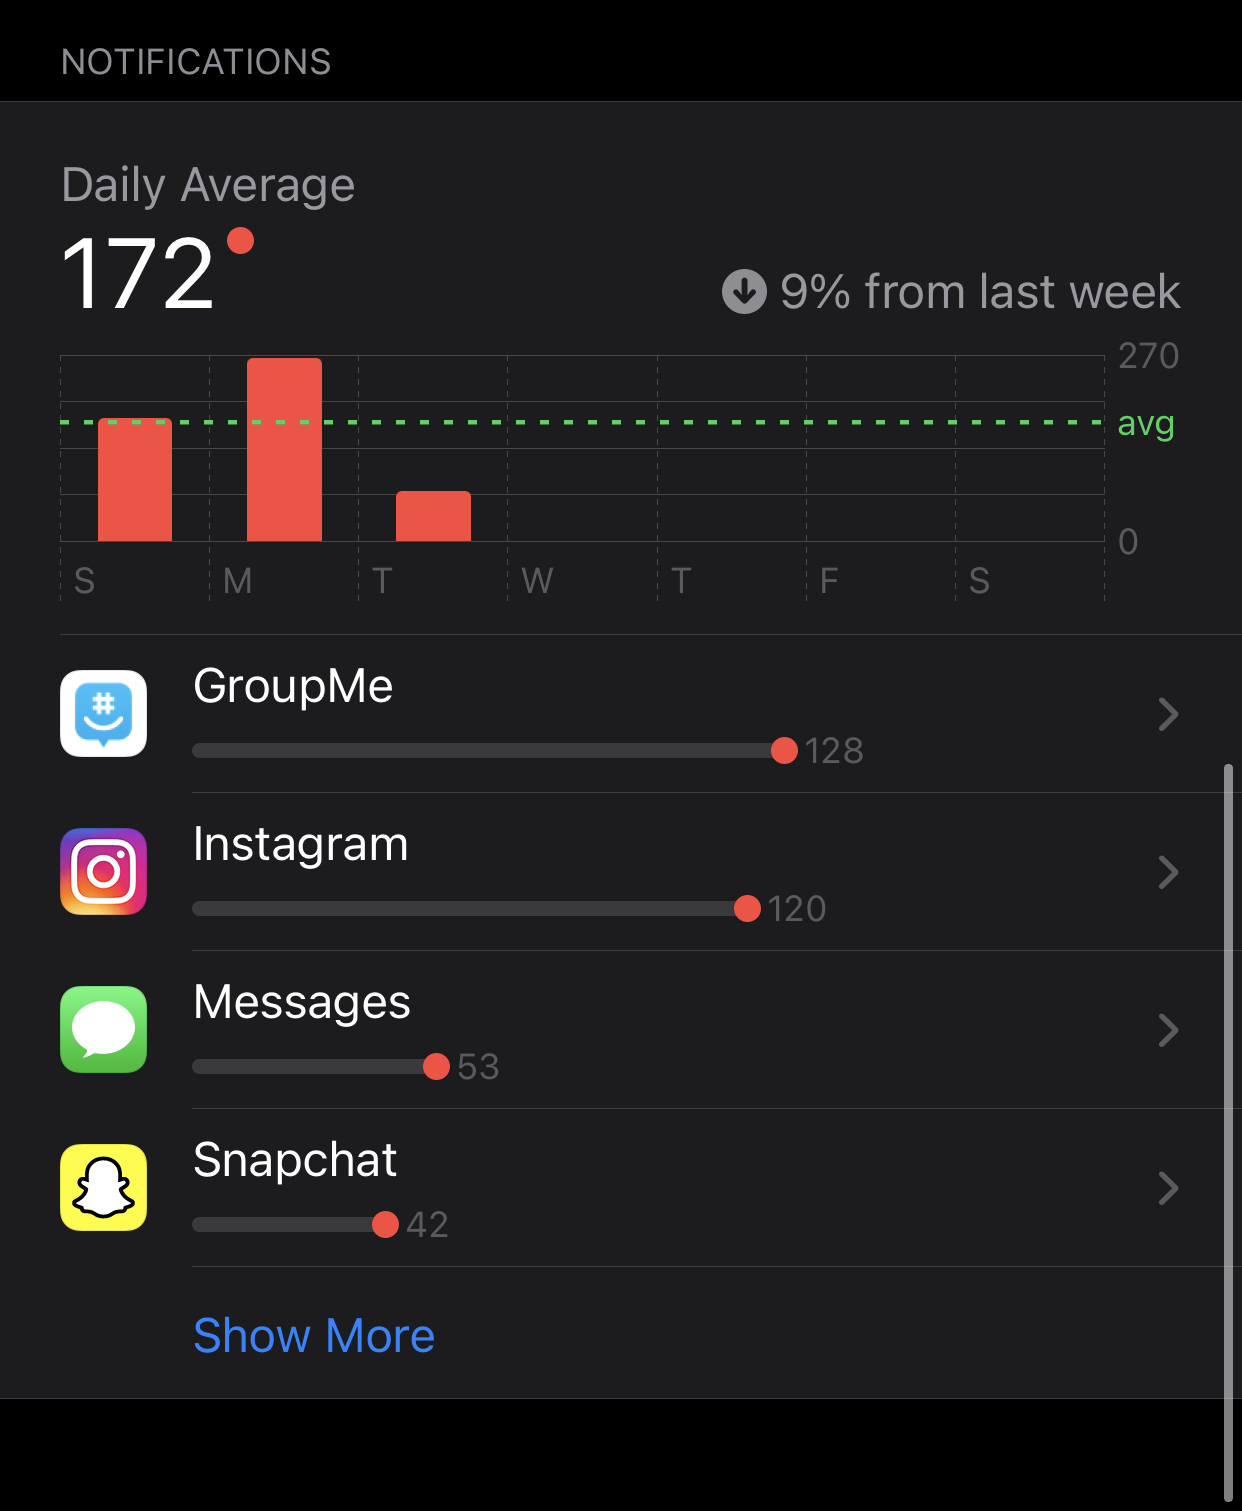 NOTIFICATIONS
Daily Average
172
9% from last week
270
avg
0
S M T W T F S
GroupMe
128
Instagram
120
Messages
53
Snapchat
42
Show More